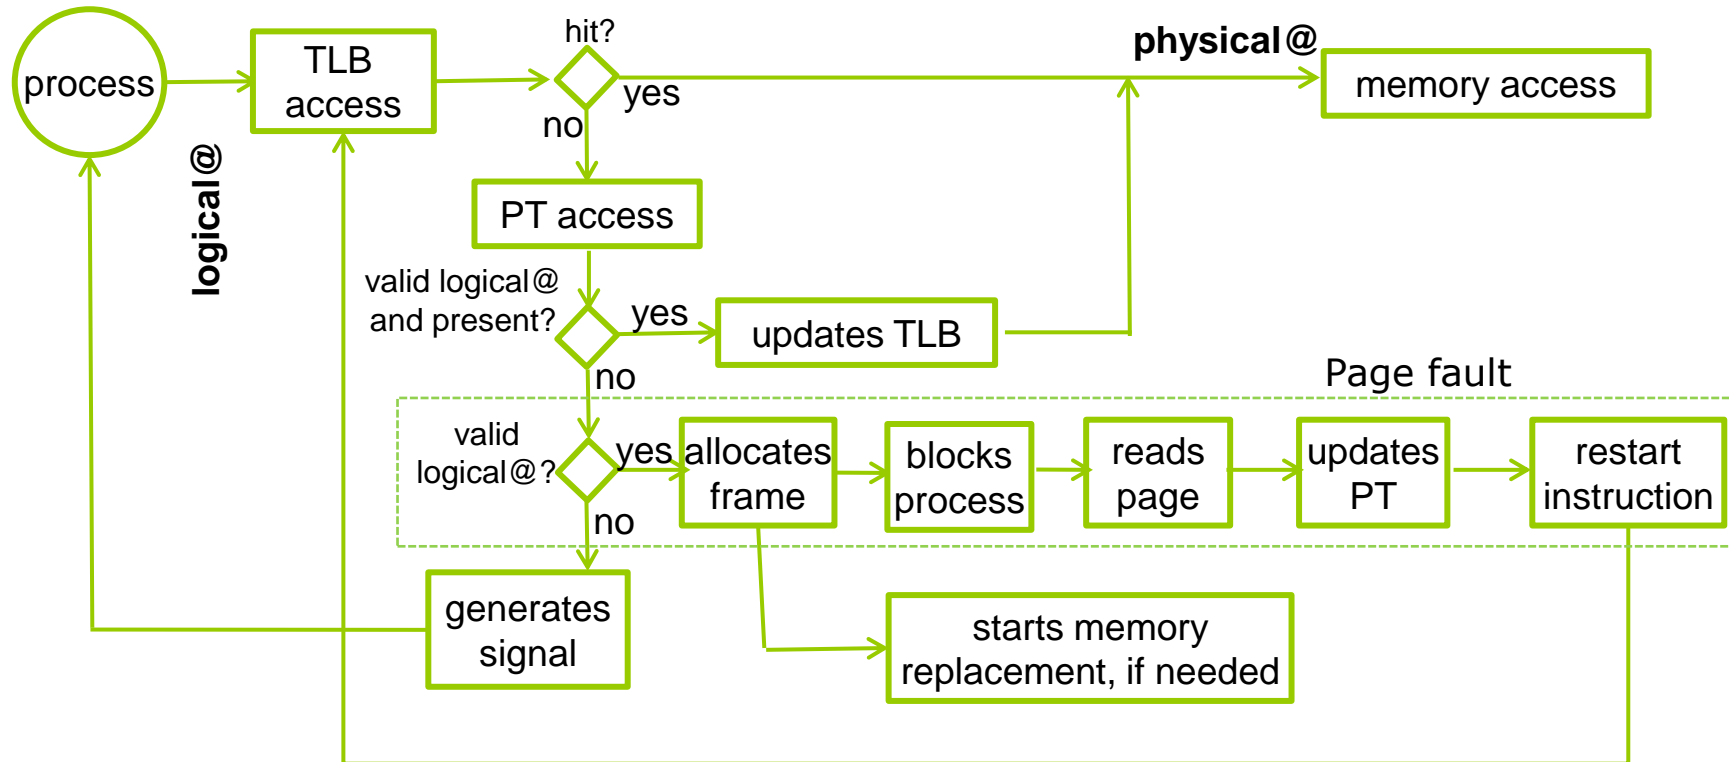 process
TLB
access
hit?
yes
no
physical@
memory access
logical@
PT access
valid logical@
and present?
yes
updates TLB
no
Page fault
valid
logical@?
yes
allocates
frame
blocks
process
reads
page
updates
PT
restart
instruction
no
generates
signal
starts memory
replacement, if needed